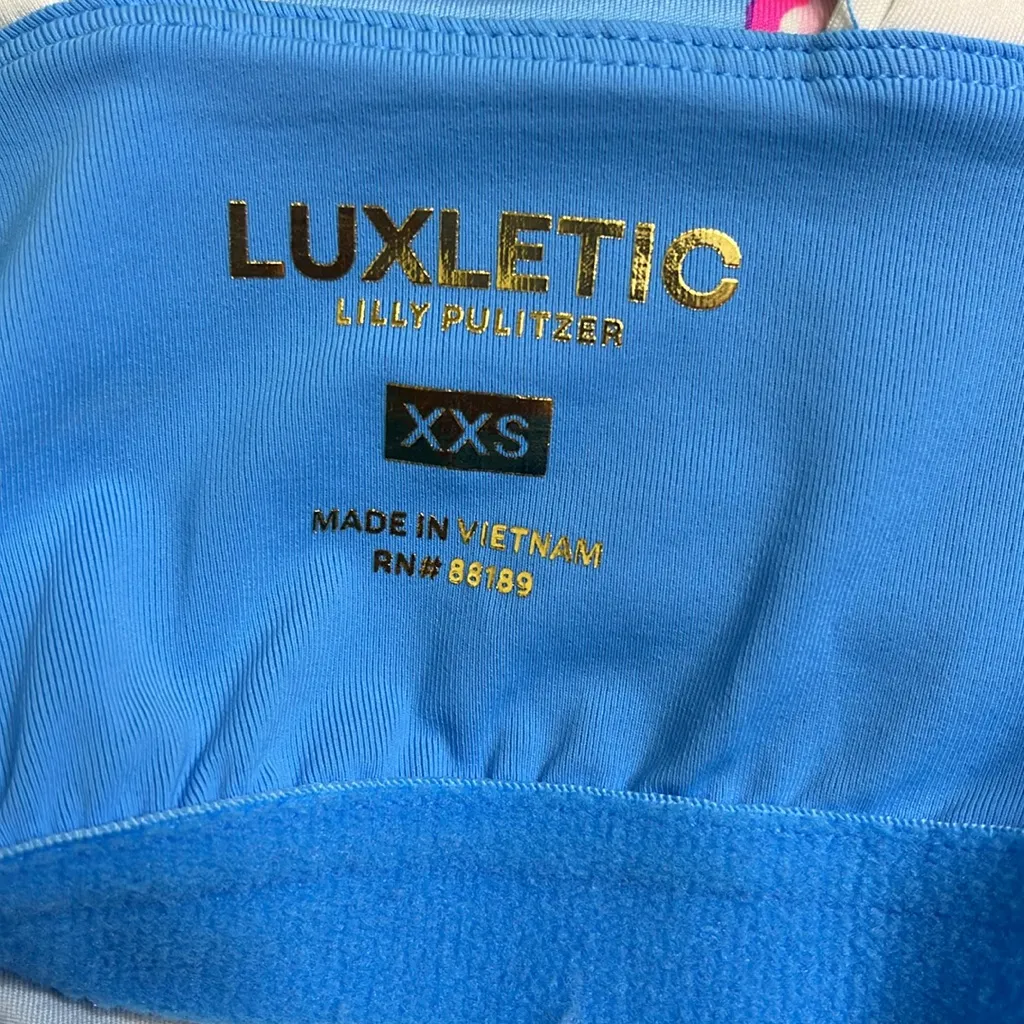 LUXLETIC
LILLY PULITZER
XXS
MADE IN VIETNAM
RN# 88189